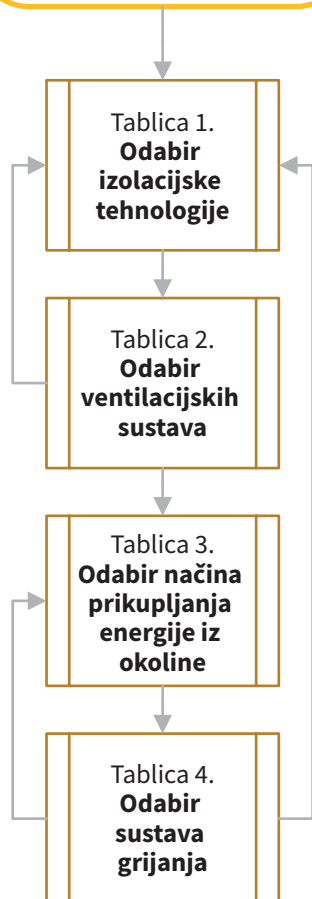 Tablica 1.
Odabir
izolacijske
tehnologije
Tablica 2.
Odabir
ventilacijskih
sustava
Tablica 3.
Odabir načina
prikupljanja
energije iz
okoline
Tablica 4.
Odabir
sustava
grijanja